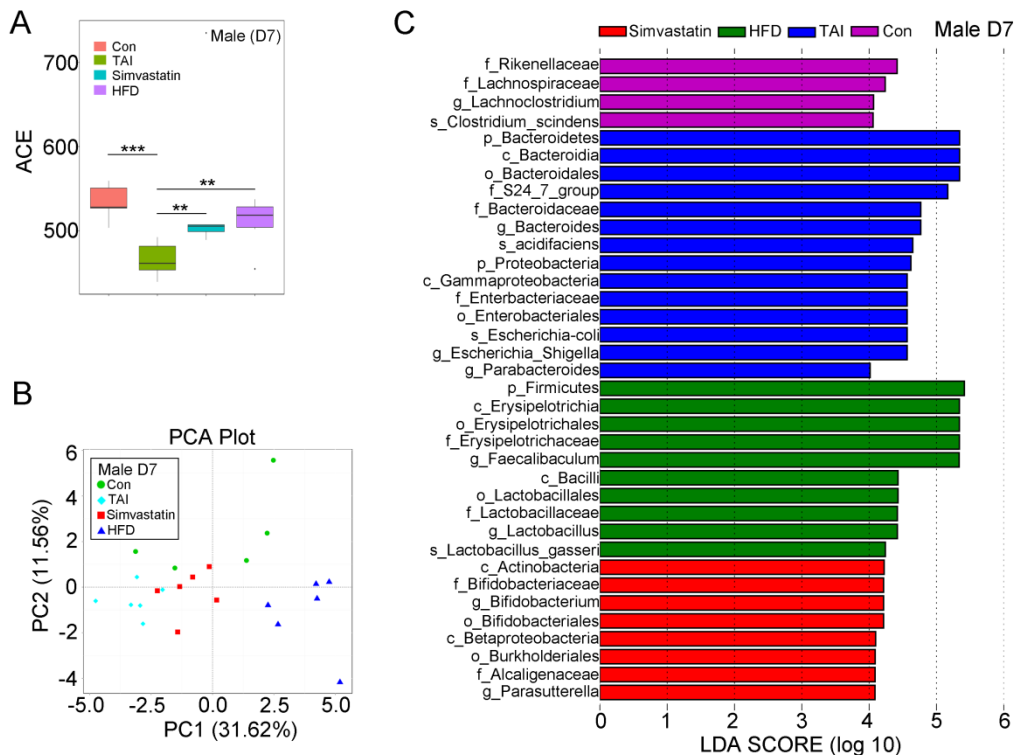 A
Male (D7)
Con
TAI
Simvastatin
HFD
ACE
700
600
500
***
**
**
B
PCA Plot
Male D7
Con
TAI
Simvastatin
HFD
PC2 (11.56%)
6
4
2
0
-2
-4
-5.0 -2.5 0.0 2.5 5.0
PC1 (31.62%)
C
Simvastatin HFD TAI Con Male D7
f_Rikenellaceae
f_Lachnospiraceae
g_Lachnoclostridium
s_Clostridium_scindens
p_Bacteroidetes
c_Bacteroidia
o_Bacteroidales
f_S24_7_group
f_Bacteroidaceae
g_Bacteroides
s_acidifaciens
p_Proteobacteria
c_Gammaproteobacteria
f_Enterbacteriaceae
o_Enterobacteriales
s_Escherichia-coli
g_Escherichia_Shigella
g_Parabacteroides
p_Firmicutes
c_Erysipelotrichia
o_Erysipelotrichales
f_Erysipelotrichaceae
g_Faecalibaculum
c_Bacilli
o_Lactobacillales
f_Lactobacillaceae
g_Lactobacillus
s_Lactobacillus_gasseri
c_Actinobacteria
f_Bifidobacteriaceae
g_Bifidobacterium
o_Bifidobacteriales
c_Betaproteobacteria
o_Burkholderiales
f_Alcaligenaceae
g_Parasutterella
0 1 2 3 4 5 6
LDA SCORE (log 10)